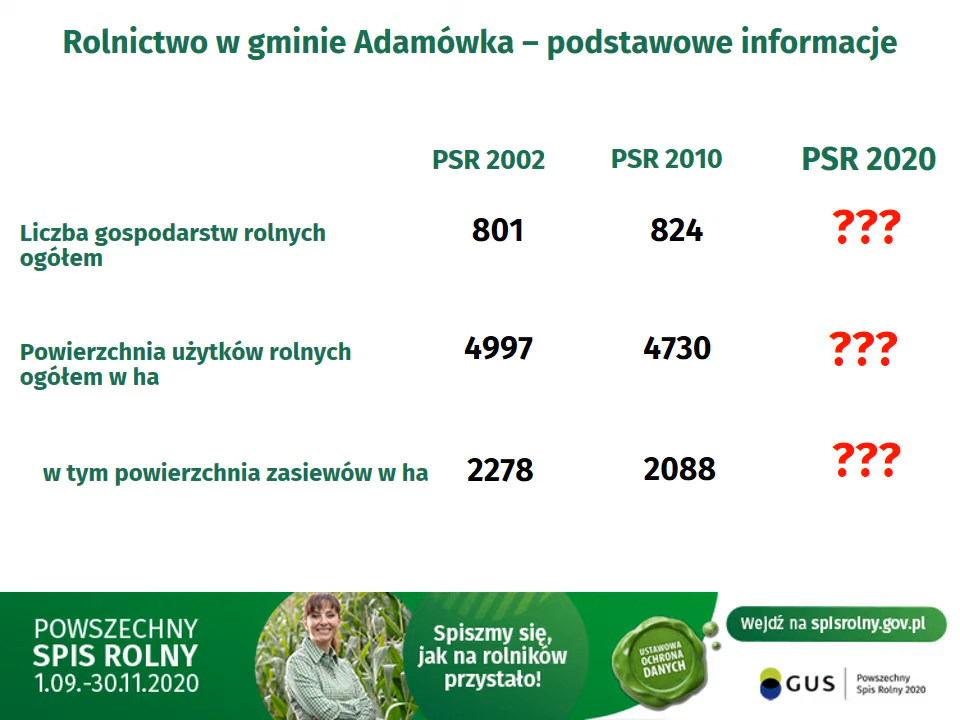 Rolnictwo w gminie Adamówka – podstawowe informacje
PSR 2002 PSR 2010 PSR 2020
Liczba gospodarstw rolnych
ogółem
801 824 ???
Powierzchnia użytków rolnych
ogółem w ha
4997 4730 ???
w tym powierzchnia zasiewów w ha 2278 2088 ???
POWSZECHNY
SPIS ROLNY
1.09.-30.11.2020
Spiszmy się,
jak na rolników
przystało!
USTAWOWA
OCHRONA
DANYCH
Wejdź na spisrolny.gov.pl
GUS
Powszechny
Spis Rolny 2020